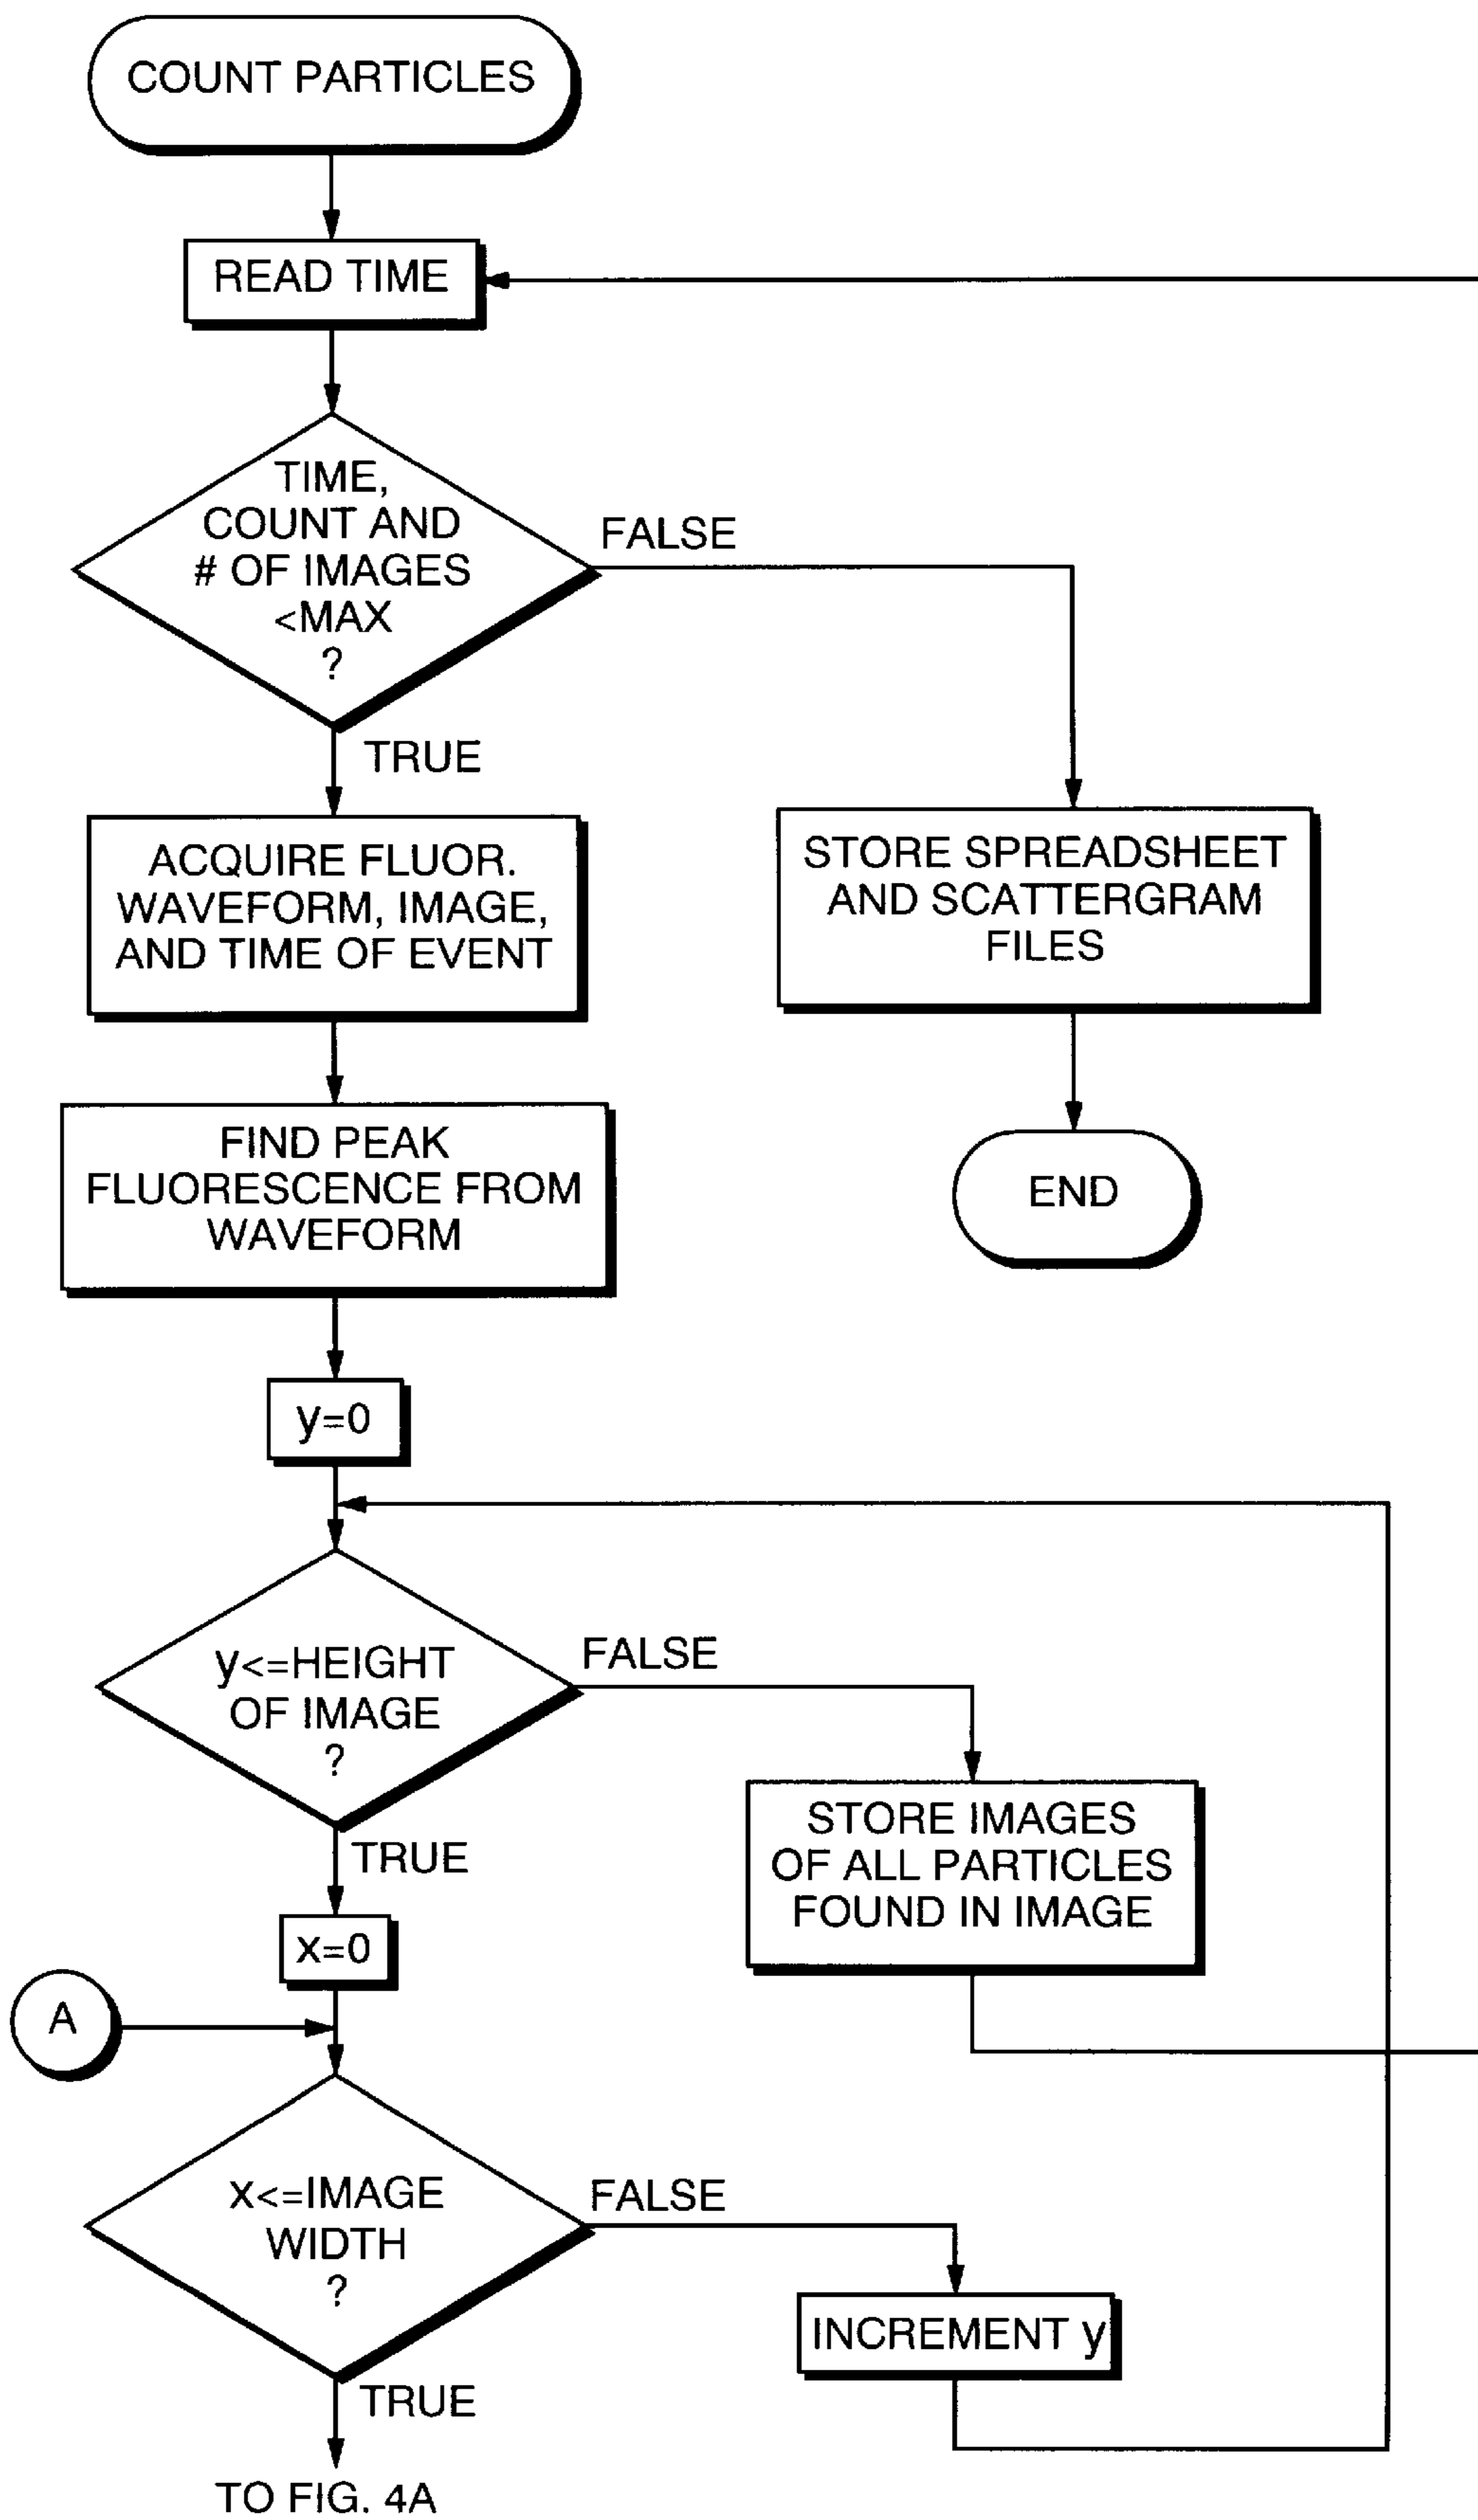 COUNT PARTICLES
READ TIME
TIME,
COUNT AND
# OF IMAGES
<MAX
?
FALSE
TRUE
ACQUIRE FLUOR.
WAVEFORM, IMAGE,
AND TIME OF EVENT
STORE SPREADSHEET
AND SCATTERGRAM
FILES
FIND PEAK
FLUORESCENCE FROM
WAVEFORM
END
y=0
y<=HEIGHT
OF IMAGE
?
FALSE
TRUE
STORE IMAGES
OF ALL PARTICLES
FOUND IN IMAGE
x=0
A
x<=IMAGE
WIDTH
?
FALSE
INCREMENT y
TRUE
TO FIG. 4A